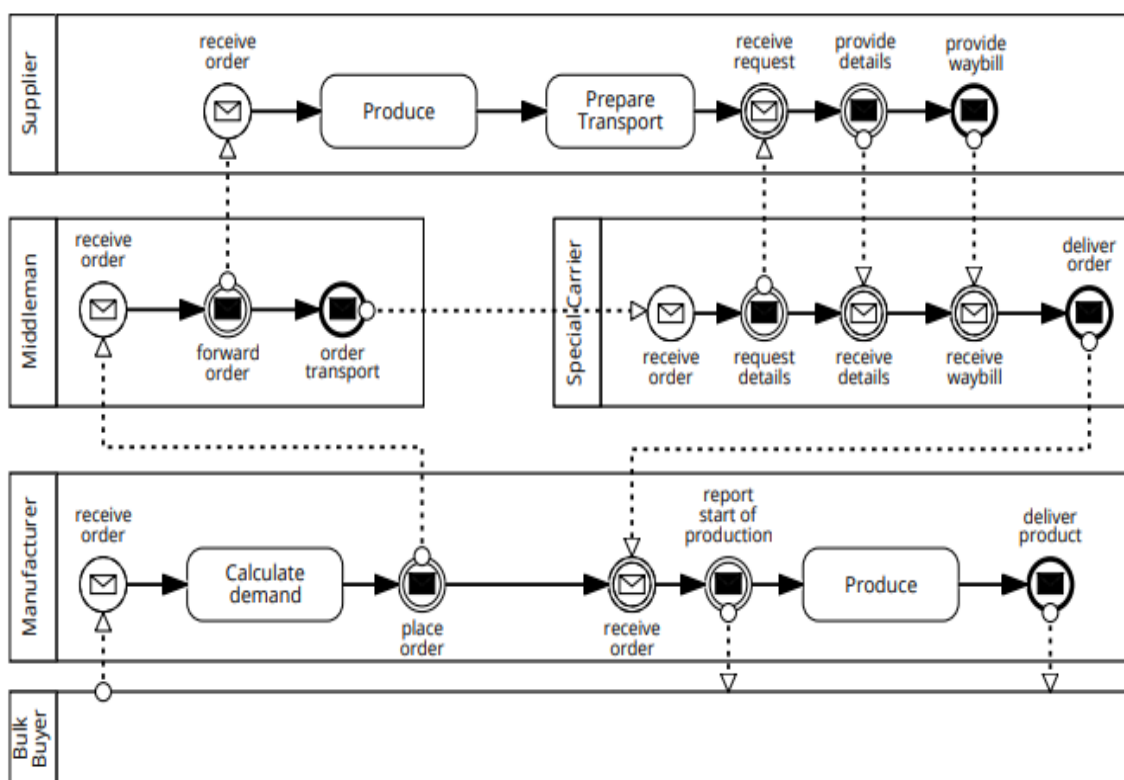 Supplier
receive
order
Produce
Prepare
Transport
receive
request
provide
details
provide
waybill
Middleman
receive
order
forward
order
order
transport
Special Carrier
receive
order
request
details
receive
details
receive
waybill
deliver
order
Manufacturer
receive
order
Calculate
demand
place
order
receive
order
report
start of
production
Produce
deliver
product
Bulk
Buyer